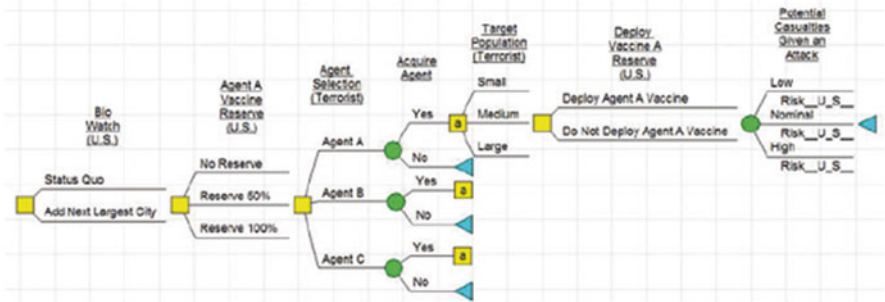 Bio
Watch
(U.S.)
Status Quo
Add Next Largest City
Agent A
Vaccine
Reserve
(U.S.)
No Reserve
Reserve 50%
Reserve 100%
Agent
Selection
(Terrorist)
Agent A
Agent B
Agent C
Acquire
Agent
Yes
No
Yes
No
Yes
No
a
a
a
Target
Population
(Terrorist)
Small
Medium
Large
Deploy
Vaccine A
Reserve
(U.S.)
Deploy Agent A Vaccine
Do Not Deploy Agent A Vaccine
Potential
Casualties
Given an
Attack
Low
Risk__U_S__
Nominal
Risk__U_S__
High
Risk__U_S__